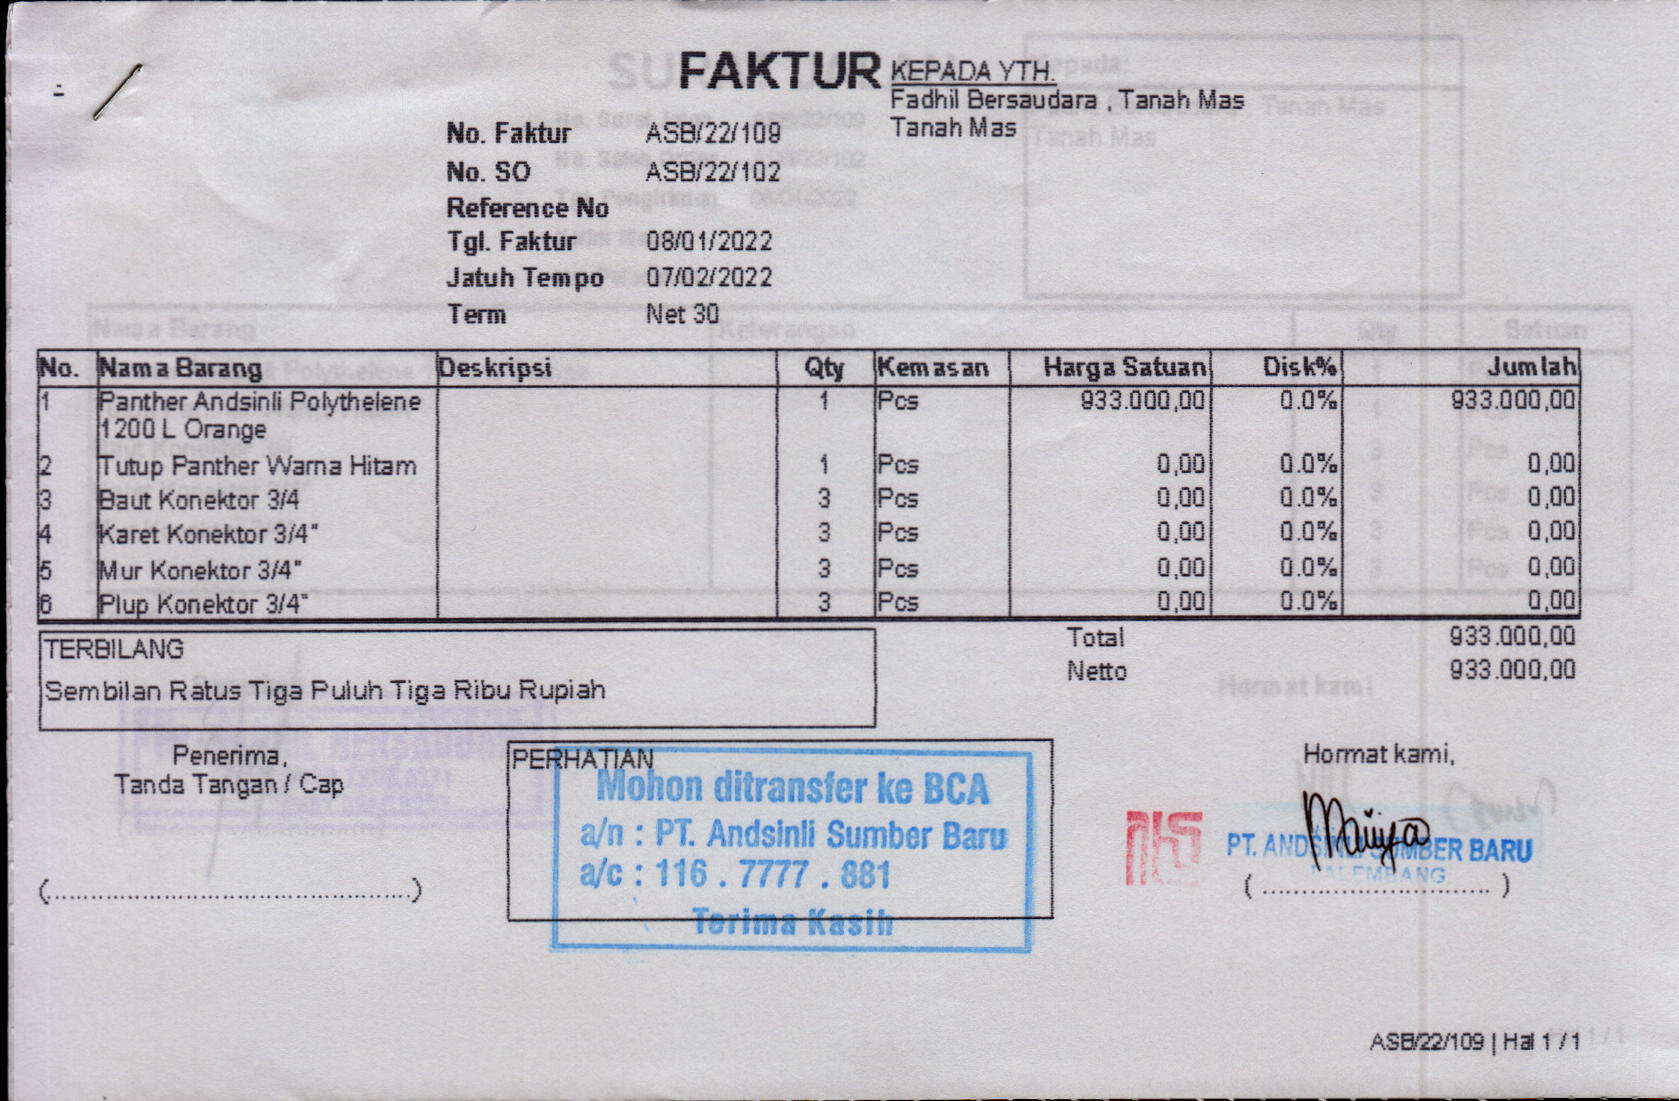 FAKTUR
KEPADA YTH.
Fadhil Bersaudara , Tanah Mas
Tanah Mas
No. Faktur ASB/22/109
No. SO ASB/22/102
Reference No
Tgl. Faktur 08/01/2022
Jatuh Tempo 07/02/2022
Term Net 30
No. Nama Barang Deskripsi Qty Kemasan Harga Satuan Disk% Jumlah
1 Panther Andsinli Polythelene 1 Pcs 933.000,00 0.0% 933.000,00
1200 L Orange
2 Tutup Panther Warna Hitam 1 Pcs 0,00 0.0% 0,00
3 Baut Konektor 3/4 3 Pcs 0,00 0.0% 0,00
4 Karet Konektor 3/4" 3 Pcs 0,00 0.0% 0,00
5 Mur Konektor 3/4" 3 Pcs 0,00 0.0% 0,00
6 Plup Konektor 3/4" 3 Pcs 0,00 0.0% 0,00
Total 933.000,00
Netto 933.000,00
TERBILANG
Sembilan Ratus Tiga Puluh Tiga Ribu Rupiah
Penerima,
Tanda Tangan / Cap
(..............................................)
PERHATIAN
Mohon ditransfer ke BCA
a/n : PT. Andsinli Sumber Baru
a/c : 116 . 7777 . 881
Terima Kasih
Hormat kami,
PT. ANDSINLI SUMBER BARU
PALEMBANG
( ............................. )
ASB/22/109 | Hal 1 / 1